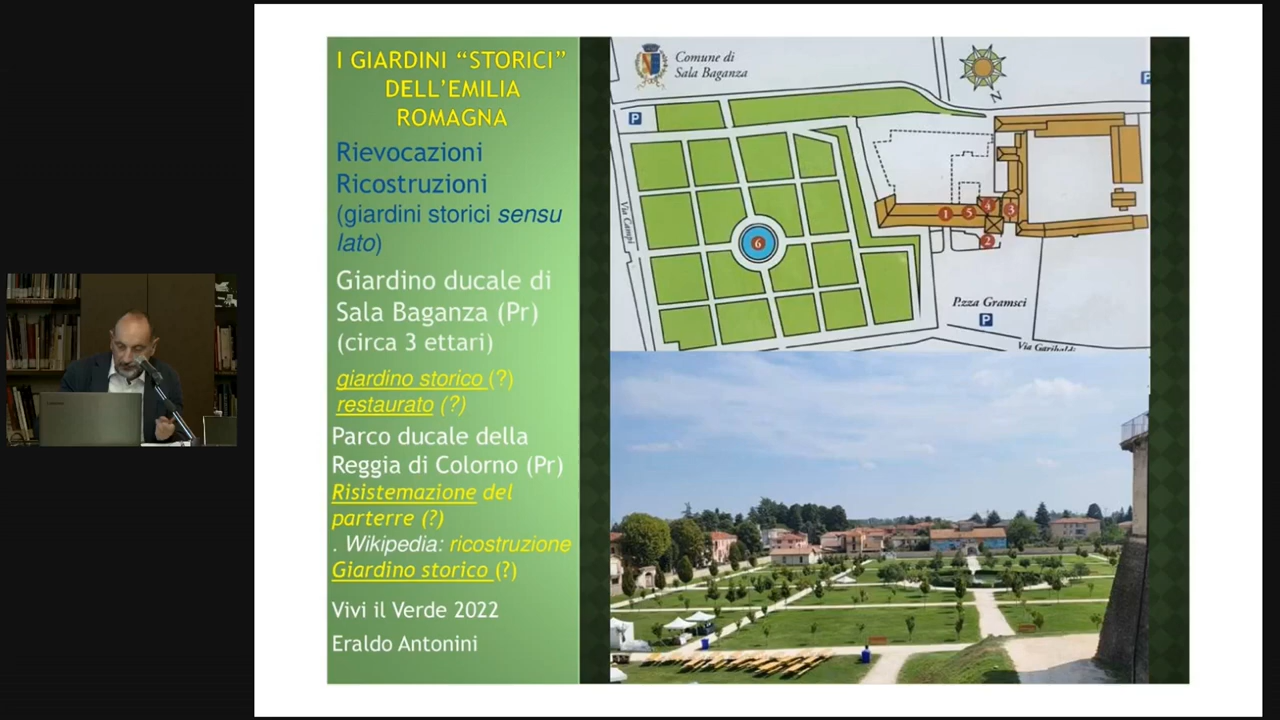 I GIARDINI “STORICI”
DELL’EMILIA
ROMAGNA
Rievocazioni
Ricostruzioni
(giardini storici sensu
lato)
Giardino ducale di
Sala Baganza (Pr)
(circa 3 ettari)
giardino storico (?)
restaurato (?)
Parco ducale della
Reggia di Colorno (Pr)
Risistemazione del
parterre (?)
. Wikipedia: ricostruzione
Giardino storico (?)
Vivi il Verde 2022
Eraldo Antonini
Comune di
Sala Baganza
N
P
P
Via Campi
1
5
4
3
2
6
P.zza Gramsci
P
Via Garibaldi